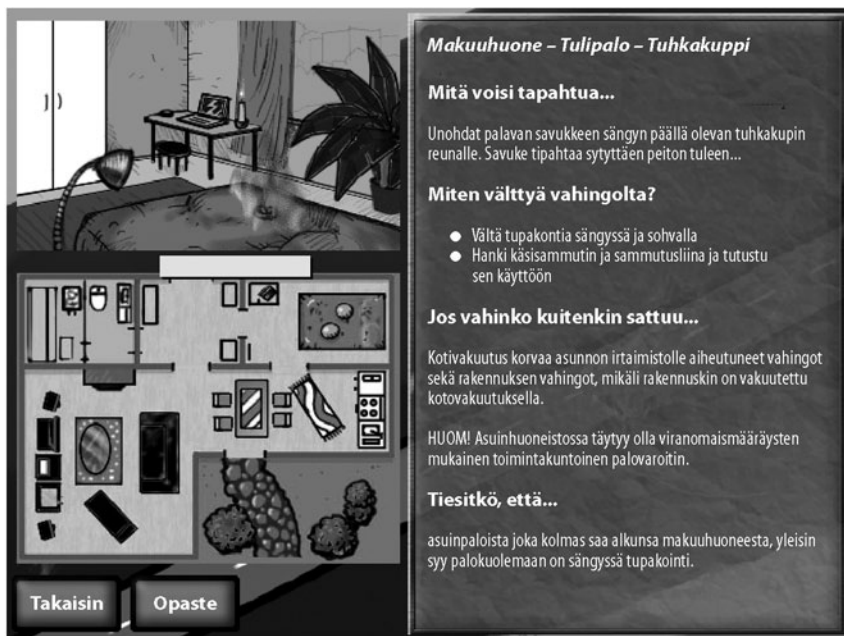 Makuuhuone – Tulipalo – Tuhkakuppi
Mitä voisi tapahtua...
Unohdat palavan savukkeen sängyn päällä olevan tuhkakupin
reunalle. Savuke tipahtaa sytyttäen peiton tuleen...
Miten välttyä vahingolta?
● Vältä tupakontia sängyssä ja sohvalla
● Hanki käsisammutin ja sammutusliina ja tutustu
sen käyttöön
Jos vahinko kuitenkin sattuu...
Kotivakuutus korvaa asunnon irtaimistolle aiheutuneet vahingot
sekä rakennuksen vahingot, mikäli rakennuskin on vakuutettu
kotovakuutuksella.
HUOM! Asuinhuoneistossa täytyy olla viranomaismääräysten
mukainen toimintakuntoinen palovaroitin.
Tiesitkö, että...
asuinpaloista joka kolmas saa alkunsa makuuhuoneesta, yleisin
syy palokuolemaan on sängyssä tupakointi.
Takaisin
Opaste